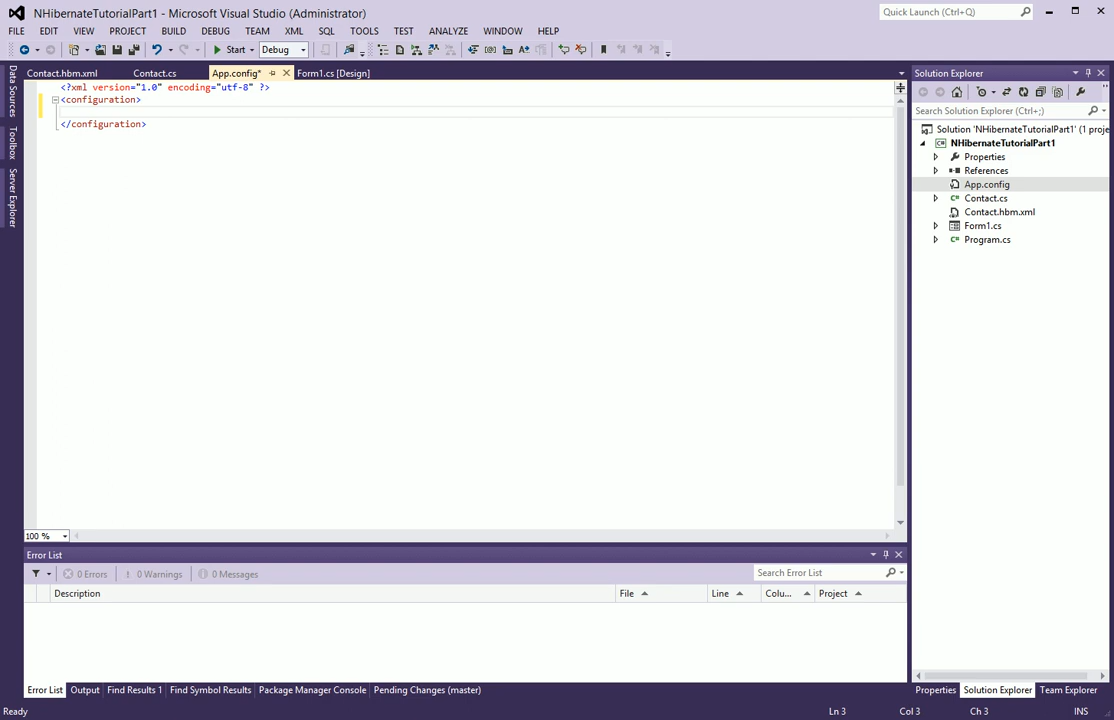 NHibernateTutorialPart1 - Microsoft Visual Studio (Administrator)
Quick Launch (Ctrl+Q)
FILE EDIT VIEW PROJECT BUILD DEBUG TEAM XML SQL TOOLS TEST ANALYZE WINDOW HELP
Start Debug
Contact.hbm.xml Contact.cs App.config* Form1.cs [Design]
<?xml version="1.0" encoding="utf-8" ?>
<configuration>
</configuration>
Data Sources
Toolbox
Server Explorer
Solution Explorer
Search Solution Explorer (Ctrl+;)
Solution 'NHibernateTutorialPart1' (1 proje
NHibernateTutorialPart1
Properties
References
App.config
Contact.cs
Contact.hbm.xml
Form1.cs
Program.cs
100 %
Error List
0 Errors 0 Warnings 0 Messages
Search Error List
Description File Line Colu... Project
Error List Output Find Results 1 Find Symbol Results Package Manager Console Pending Changes (master)
Properties Solution Explorer Team Explorer
Ready Ln 3 Col 3 Ch 3 INS